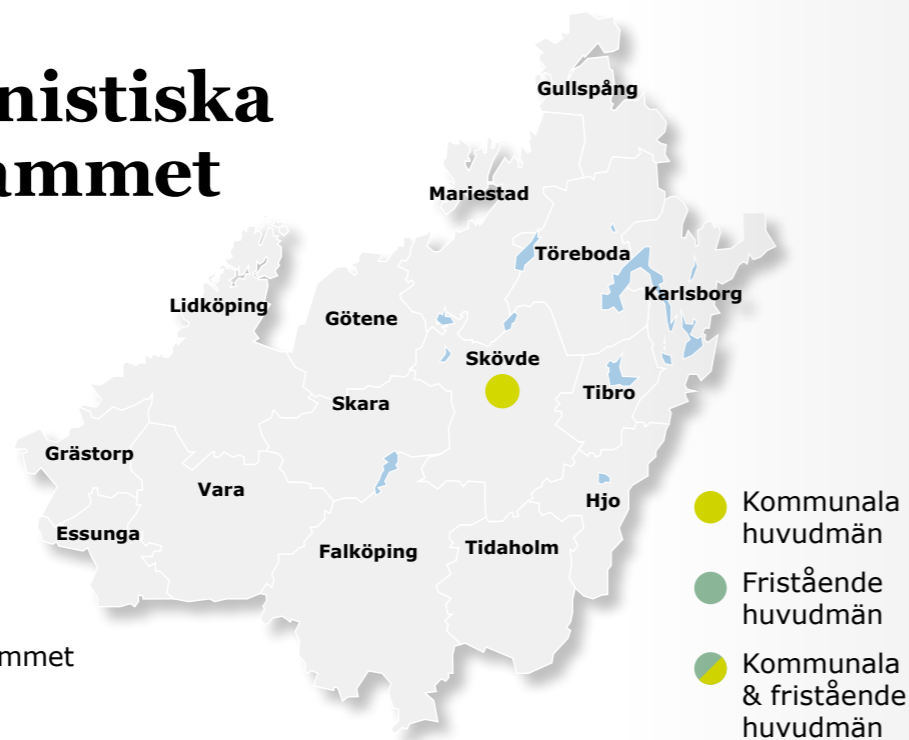 nistiska
ammet
Gullspång
Mariestad
Töreboda
Karlsborg
Lidköping
Götene
Skövde
Tibro
Skara
Grästorp
Vara
Hjo
Essunga
Falköping
Tidaholm
Kommunala
huvudmän
Fristående
huvudmän
Kommunala
& fristående
huvudmän
mmet